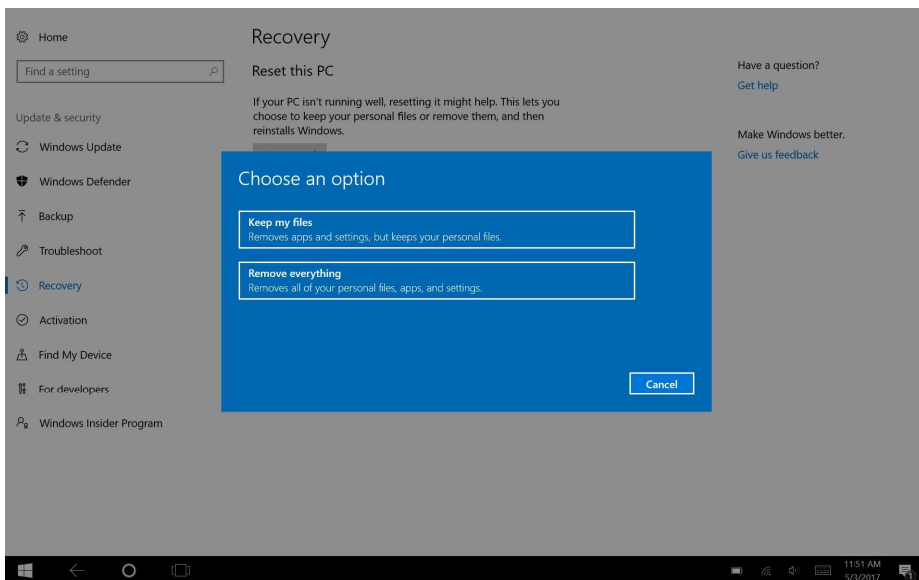 Home
Find a setting
Update & security
Windows Update
Windows Defender
Backup
Troubleshoot
Recovery
Activation
Find My Device
For developers
Windows Insider Program
Recovery
Reset this PC
If your PC isn't running well, resetting it might help. This lets you
choose to keep your personal files or remove them, and then
reinstalls Windows.
Have a question?
Get help
Make Windows better.
Give us feedback
Choose an option
Keep my files
Removes apps and settings, but keeps your personal files.
Remove everything
Removes all of your personal files, apps, and settings.
Cancel
11:51 AM
5/3/2017